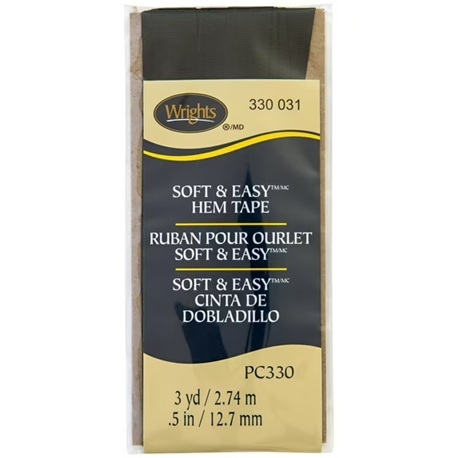 Wrights
®/MD
330 031
SOFT & EASY™/MC
HEM TAPE
RUBAN POUR OURLET
SOFT & EASY™/MC
SOFT & EASY™/MC
CINTA DE
DOBLADILLO
PC330
3 yd / 2.74 m
.5 in / 12.7 mm